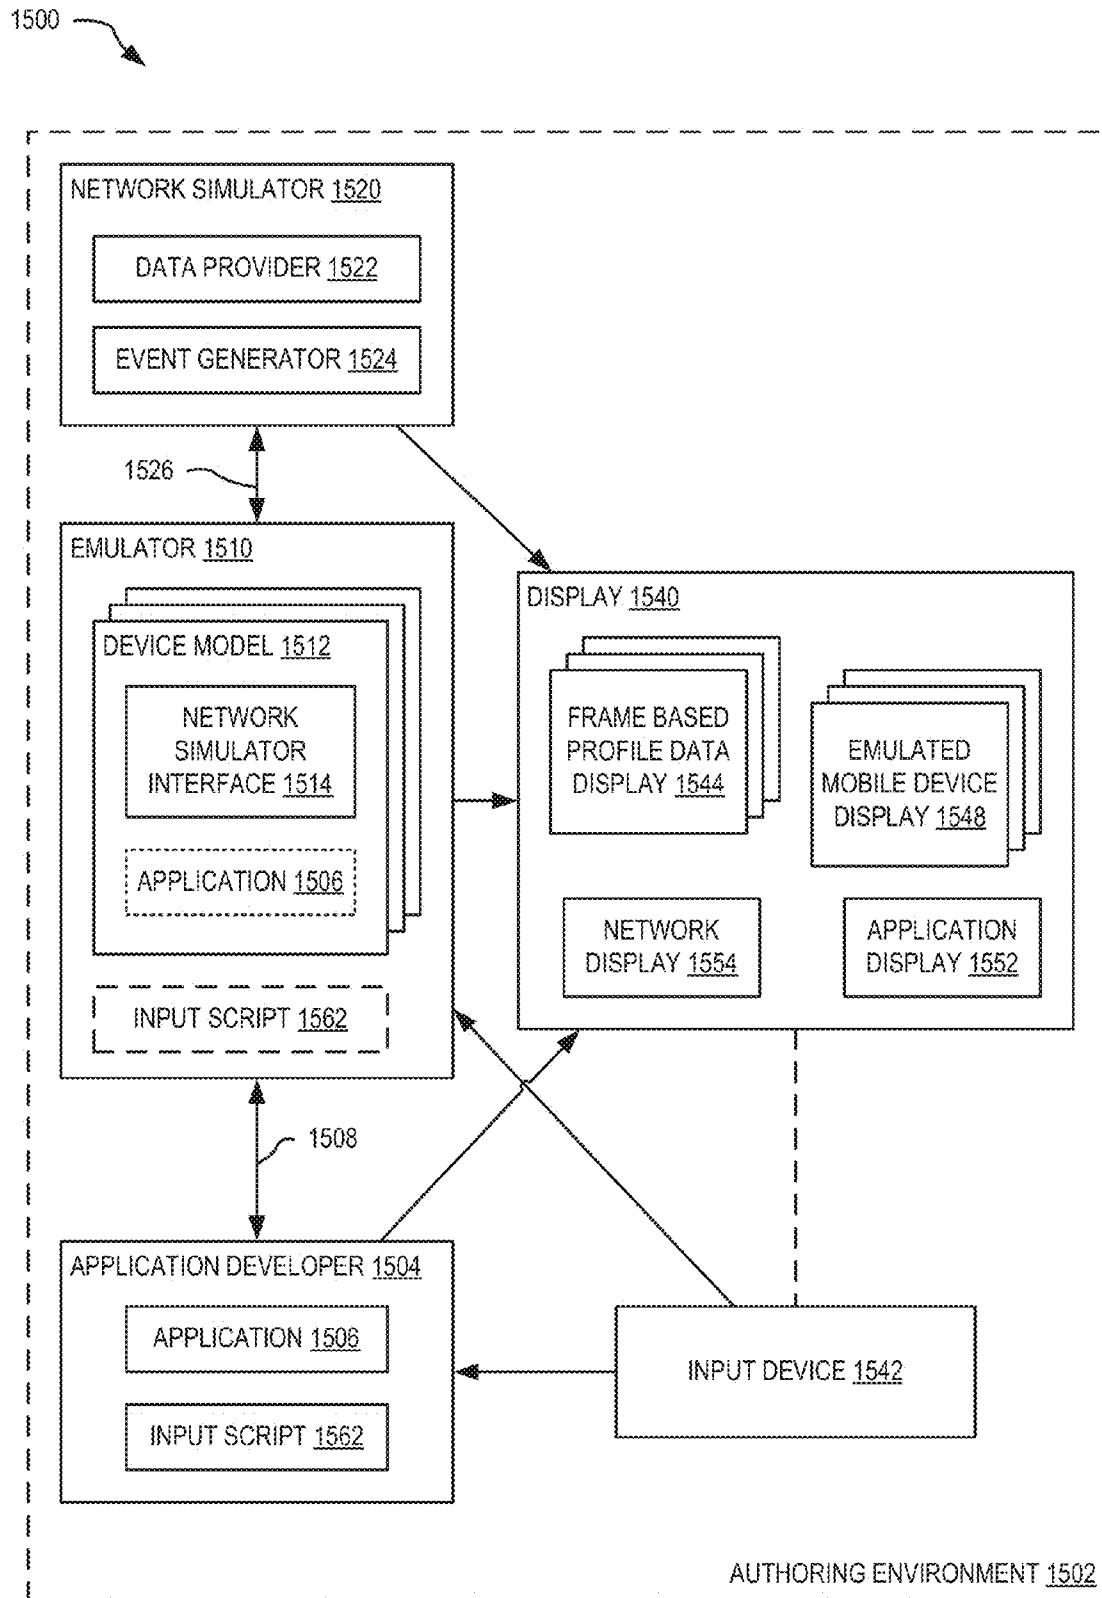 1500
NETWORK SIMULATOR 1520
DATA PROVIDER 1522
EVENT GENERATOR 1524
1526
EMULATOR 1510
DEVICE MODEL 1512
NETWORK
SIMULATOR
INTERFACE 1514
APPLICATION 1506
INPUT SCRIPT 1562
DISPLAY 1540
FRAME BASED
PROFILE DATA
DISPLAY 1544
EMULATED
MOBILE DEVICE
DISPLAY 1548
NETWORK
DISPLAY 1554
APPLICATION
DISPLAY 1552
1508
APPLICATION DEVELOPER 1504
APPLICATION 1506
INPUT SCRIPT 1562
INPUT DEVICE 1542
AUTHORING ENVIRONMENT 1502